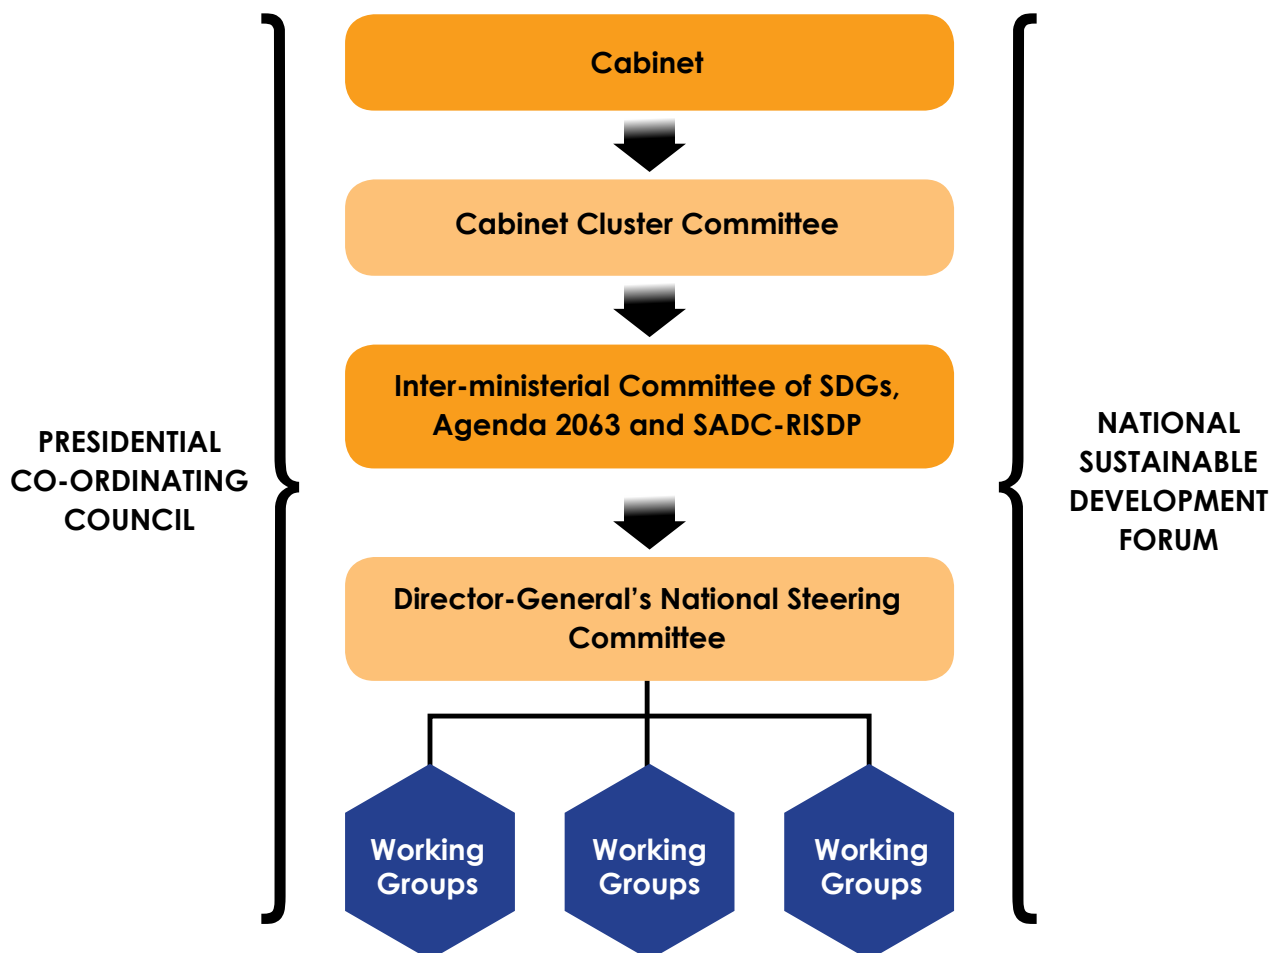 Cabinet
Cabinet Cluster Committee
Inter-ministerial Committee of SDGs,
Agenda 2063 and SADC-RISDP
PRESIDENTIAL
CO-ORDINATING
COUNCIL
NATIONAL
SUSTAINABLE
DEVELOPMENT
FORUM
Director-General’s National Steering
Committee
Working
Groups
Working
Groups
Working
Groups